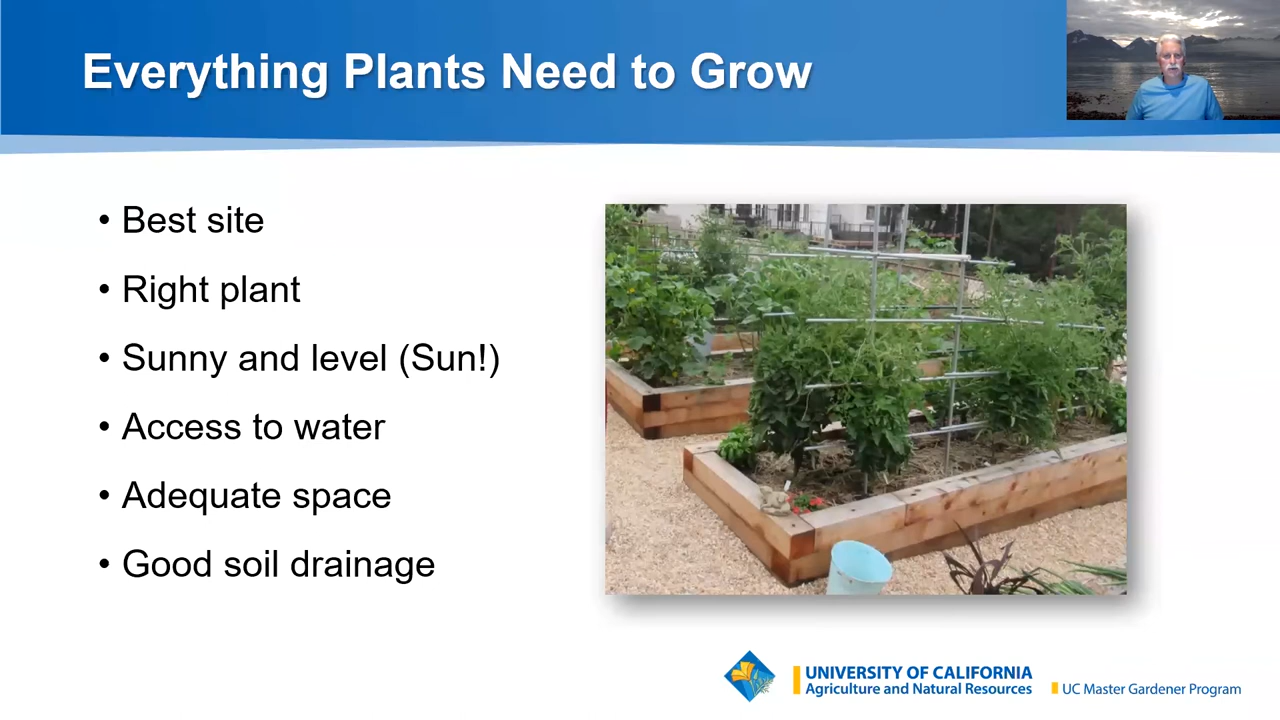 Everything Plants Need to Grow
• Best site
• Right plant
• Sunny and level (Sun!)
• Access to water
• Adequate space
• Good soil drainage
UNIVERSITY OF CALIFORNIA
Agriculture and Natural Resources
UC Master Gardener Program